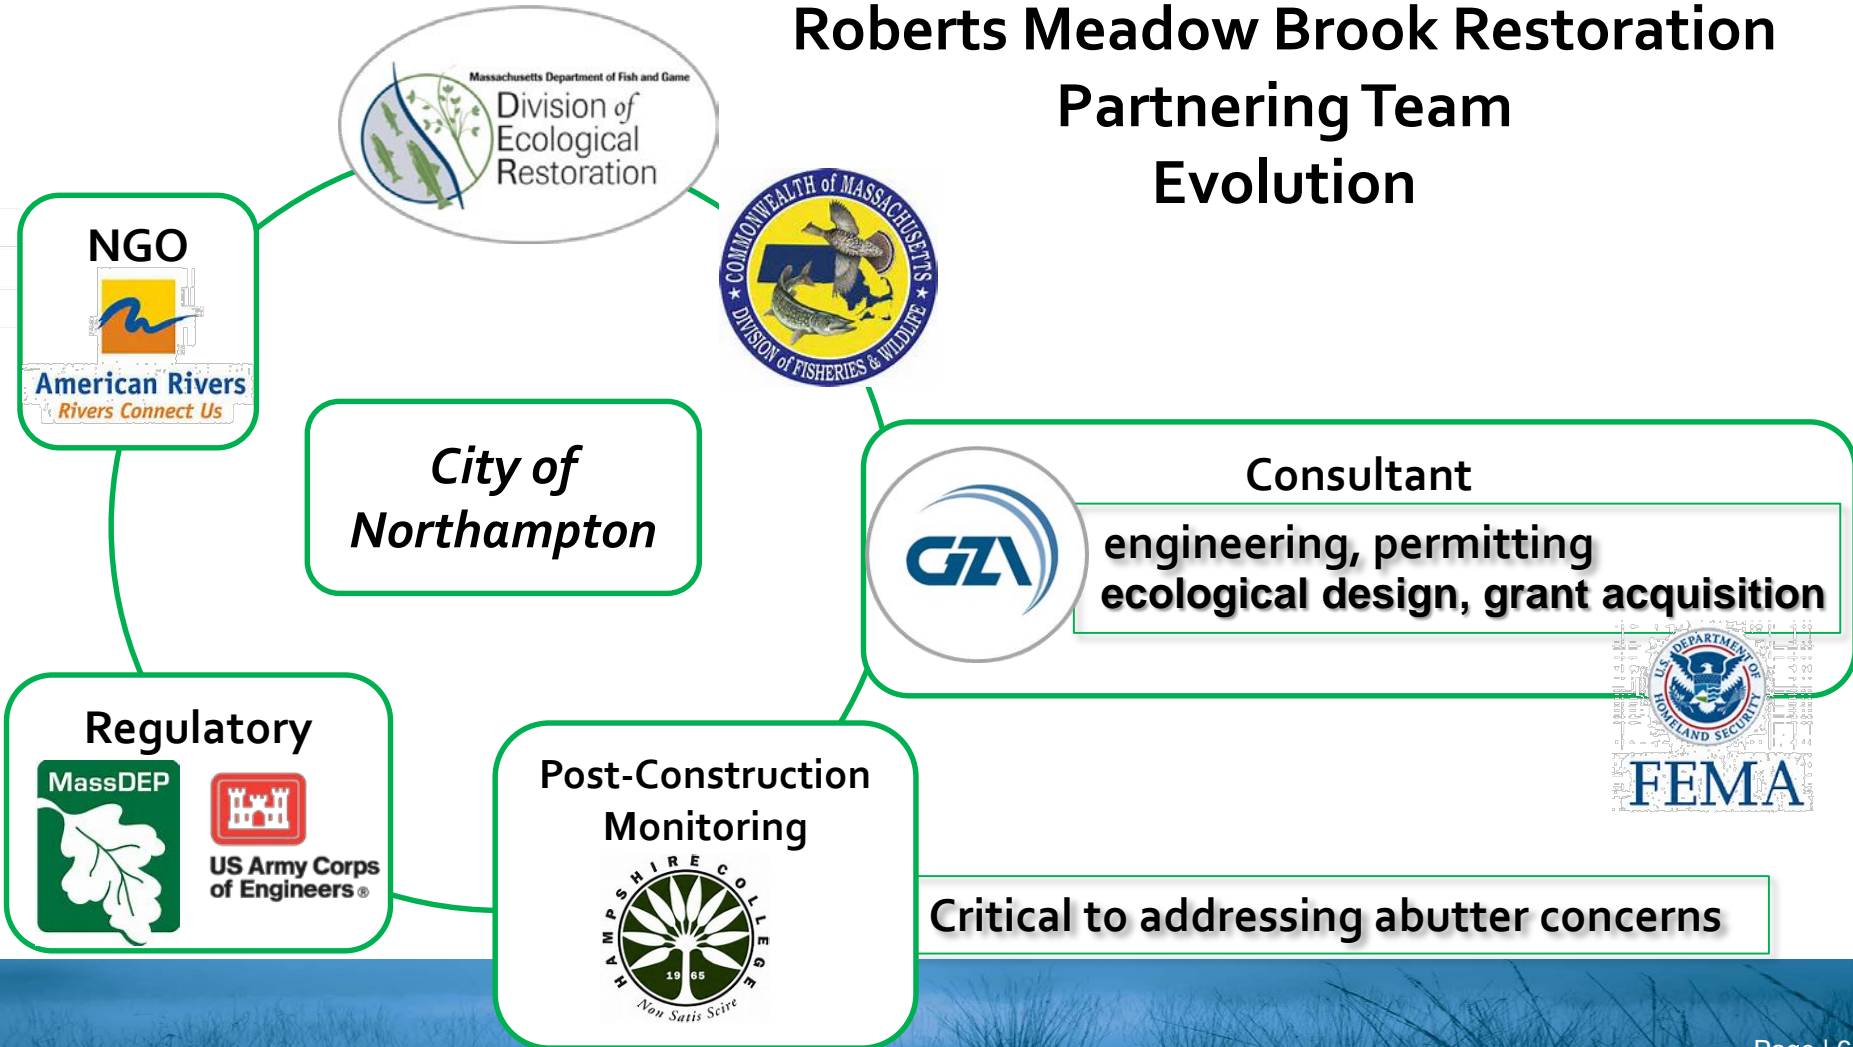 Roberts Meadow Brook Restoration
Partnering Team
Evolution
Massachusetts Department of Fish and Game
Division of
Ecological
Restoration
COMMONWEALTH of MASSACHUSETTS
DIVISION of FISHERIES & WILDLIFE
NGO
American Rivers
Rivers Connect Us
City of
Northampton
Consultant
GZA
engineering, permitting
ecological design, grant acquisition
U.S. DEPARTMENT OF
HOMELAND SECURITY
FEMA
Regulatory
MassDEP
US Army Corps
of Engineers®
Post-Construction
Monitoring
HAMPSHIRE COLLEGE
1965
Non Satis Scire
Critical to addressing abutter concerns
Page | 6